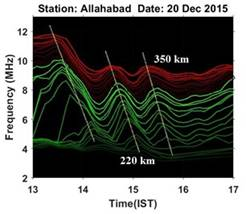 Station: Allahabad Date: 20 Dec 2015
Frequency (MHz)
12
10
8
6
4
2
350 km
220 km
13 14 15 16 17
Time(IST)